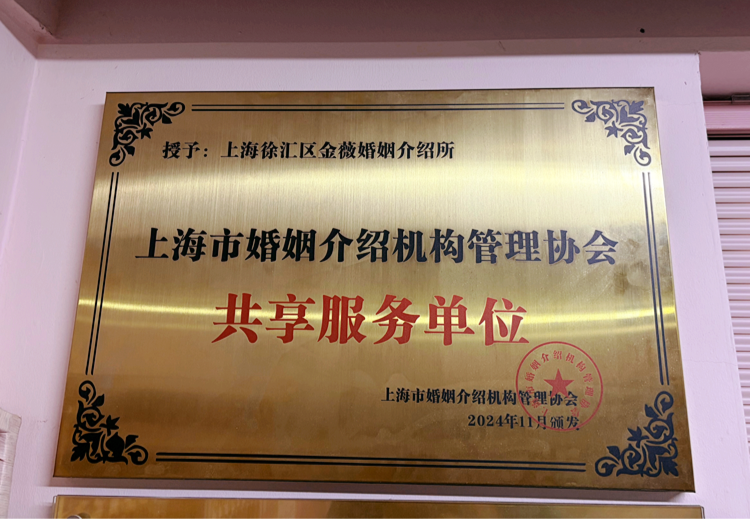 授予：上海徐汇区金薇婚姻介绍所
上海市婚姻介绍机构管理协会
共享服务单位
上海市婚姻介绍机构管理协会
2024年11月颁发